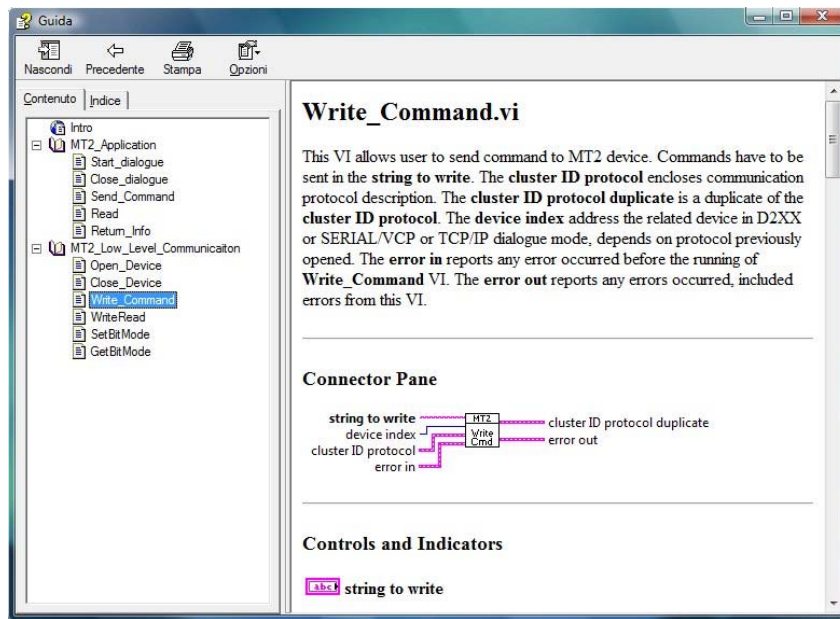 Guida
Nascondi Precedente Stampa Opzioni
Contenuto Indice
Intro
MT2_Application
Start_dialogue
Close_dialogue
Send_Command
Read
Return_Info
MT2_Low_Level_Communicaiton
Open_Device
Close_Device
Write_Command
WriteRead
SetBitMode
GetBitMode
Write_Command.vi
This VI allows user to send command to MT2 device. Commands have to be
sent in the string to write. The cluster ID protocol encloses communication
protocol description. The cluster ID protocol duplicate is a duplicate of the
cluster ID protocol. The device index address the related device in D2XX
or SERIAL/VCP or TCP/IP dialogue mode, depends on protocol previously
opened. The error in reports any error occurred before the running of
Write_Command VI. The error out reports any errors occurred, included
errors from this VI.
Connector Pane
string to write
device index
cluster ID protocol
error in
MT2
Write
Cmd
cluster ID protocol duplicate
error out
Controls and Indicators
abc string to write